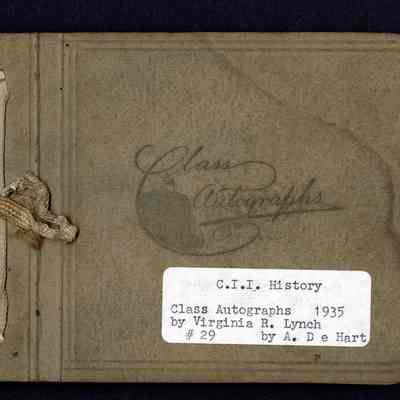 Class
Autographs
C.I.I. History
Class Autographs 1935
by Virginia R. Lynch
# 29 by A. D e Hart